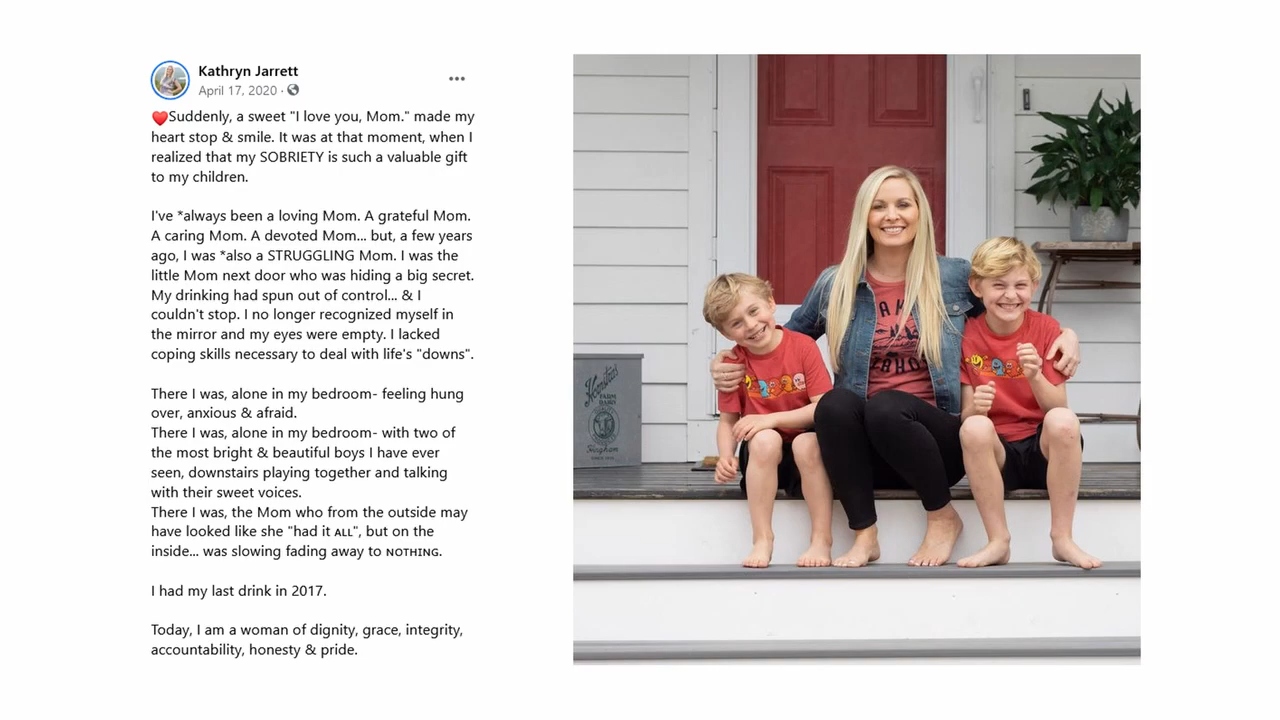 Kathryn Jarrett
April 17, 2020 ·
❤️Suddenly, a sweet "I love you, Mom." made my
heart stop & smile. It was at that moment, when I
realized that my SOBRIETY is such a valuable gift
to my children.
I've *always been a loving Mom. A grateful Mom.
A caring Mom. A devoted Mom... but, a few years
ago, I was *also a STRUGGLING Mom. I was the
little Mom next door who was hiding a big secret.
My drinking had spun out of control... & I
couldn't stop. I no longer recognized myself in
the mirror and my eyes were empty. I lacked
coping skills necessary to deal with life's "downs".
There I was, alone in my bedroom- feeling hung
over, anxious & afraid.
There I was, alone in my bedroom- with two of
the most bright & beautiful boys I have ever
seen, downstairs playing together and talking
with their sweet voices.
There I was, the Mom who from the outside may
have looked like she "had it ᴀʟʟ", but on the
inside... was slowing fading away to ɴᴏᴛʜɪɴɢ.
I had my last drink in 2017.
Today, I am a woman of dignity, grace, integrity,
accountability, honesty & pride.
FARM
DAIRY
Hingham